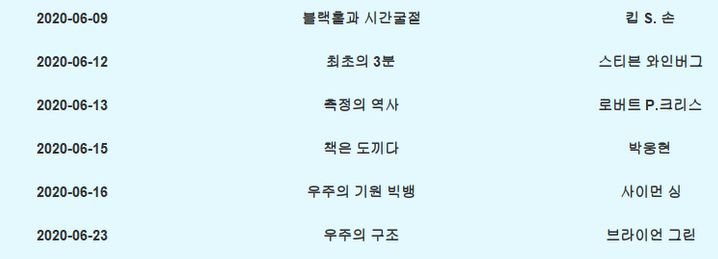 2020-06-09 블랙홀과 시간굴절 킵 S. 손
2020-06-12 최초의 3분 스티븐 와인버그
2020-06-13 측정의 역사 로버트 P.크리스
2020-06-15 책은 도끼다 박웅현
2020-06-16 우주의 기원 빅뱅 사이먼 싱
2020-06-23 우주의 구조 브라이언 그린